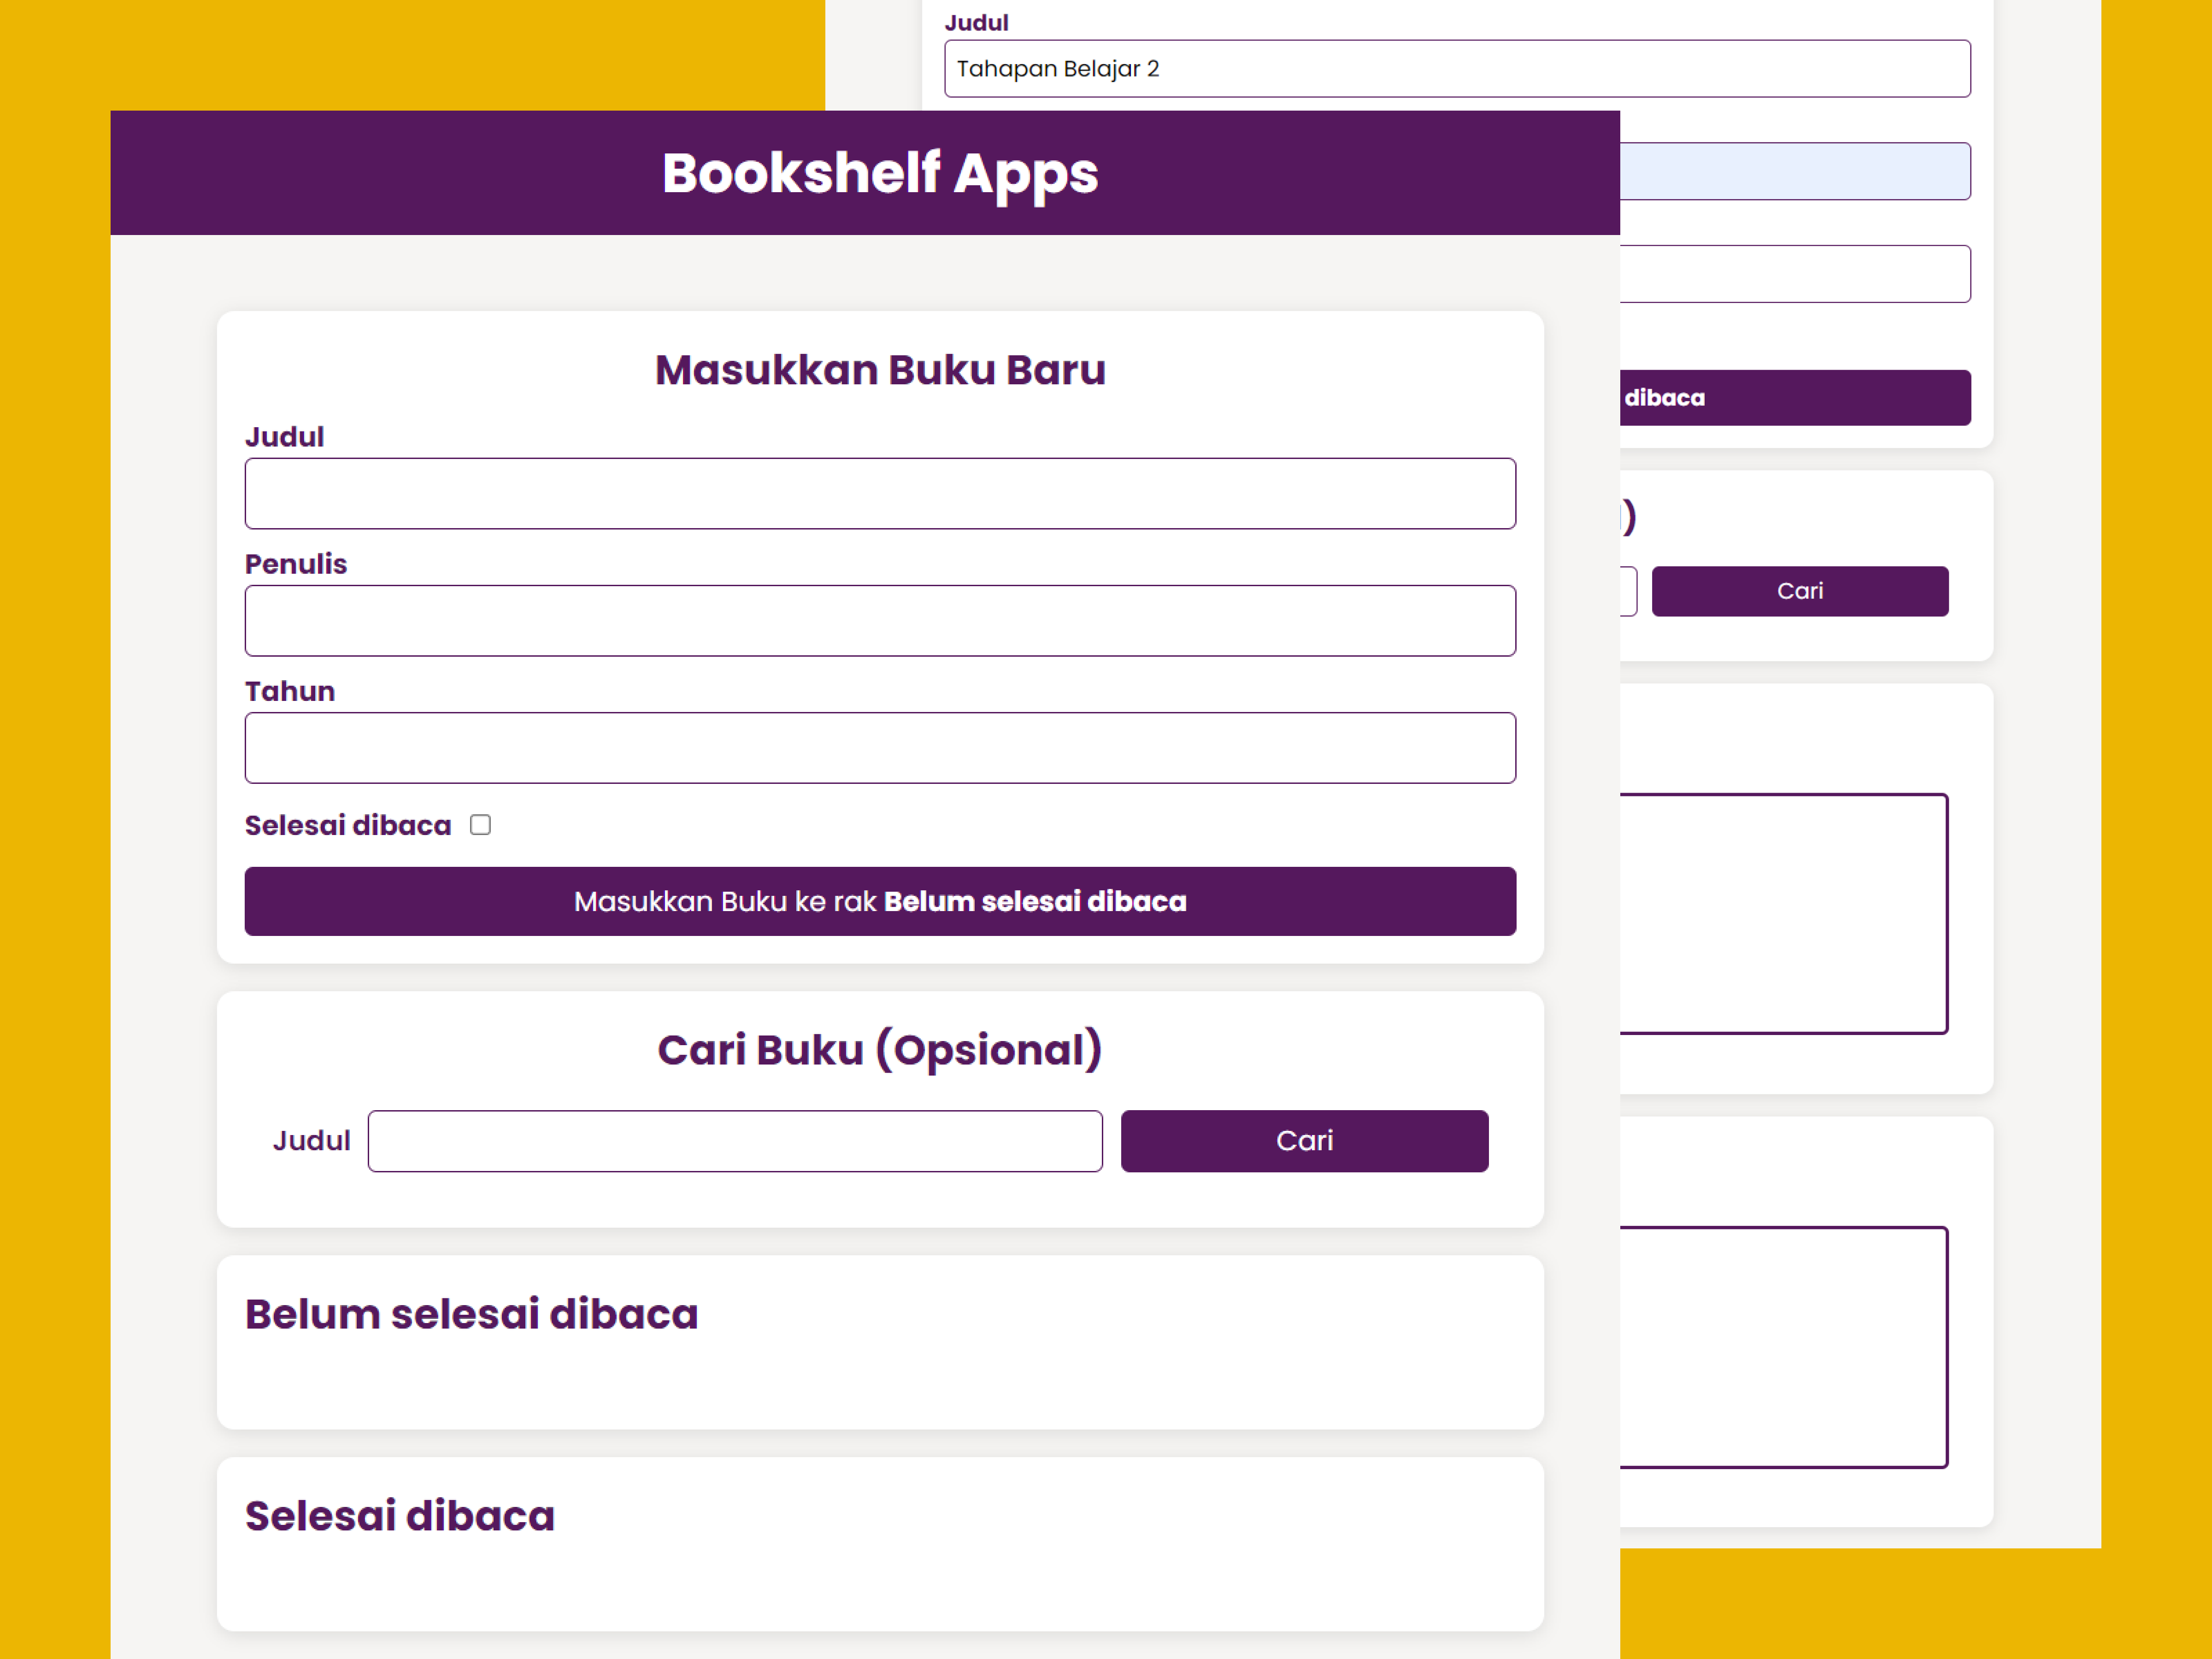 Bookshelf Apps
Masukkan Buku Baru
Judul
Penulis
Tahun
Selesai dibaca
Masukkan Buku ke rak Belum selesai dibaca
Cari Buku (Opsional)
Judul
Cari
Belum selesai dibaca
Selesai dibaca
Judul
Tahapan Belajar 2
dibaca
)
Cari